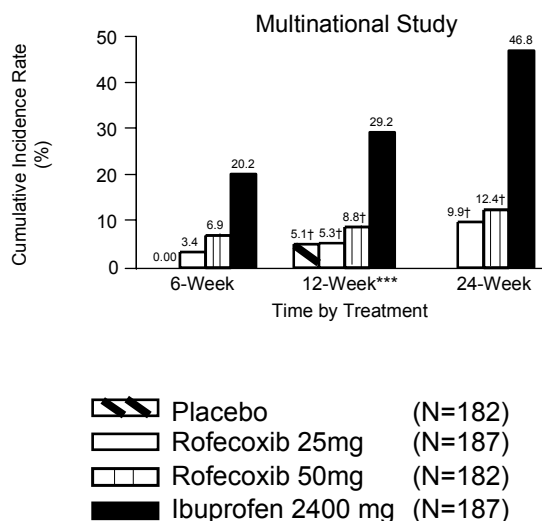 Multinational Study
Cumulative Incidence Rate
(%)
50
40
30
20
10
0
0.00
3.4
6.9
20.2
5.1†
5.3†
8.8†
29.2
9.9†
12.4†
46.8
6-Week
12-Week***
24-Week
Time by Treatment
Placebo (N=182)
Rofecoxib 25mg (N=187)
Rofecoxib 50mg (N=182)
Ibuprofen 2400 mg (N=187)